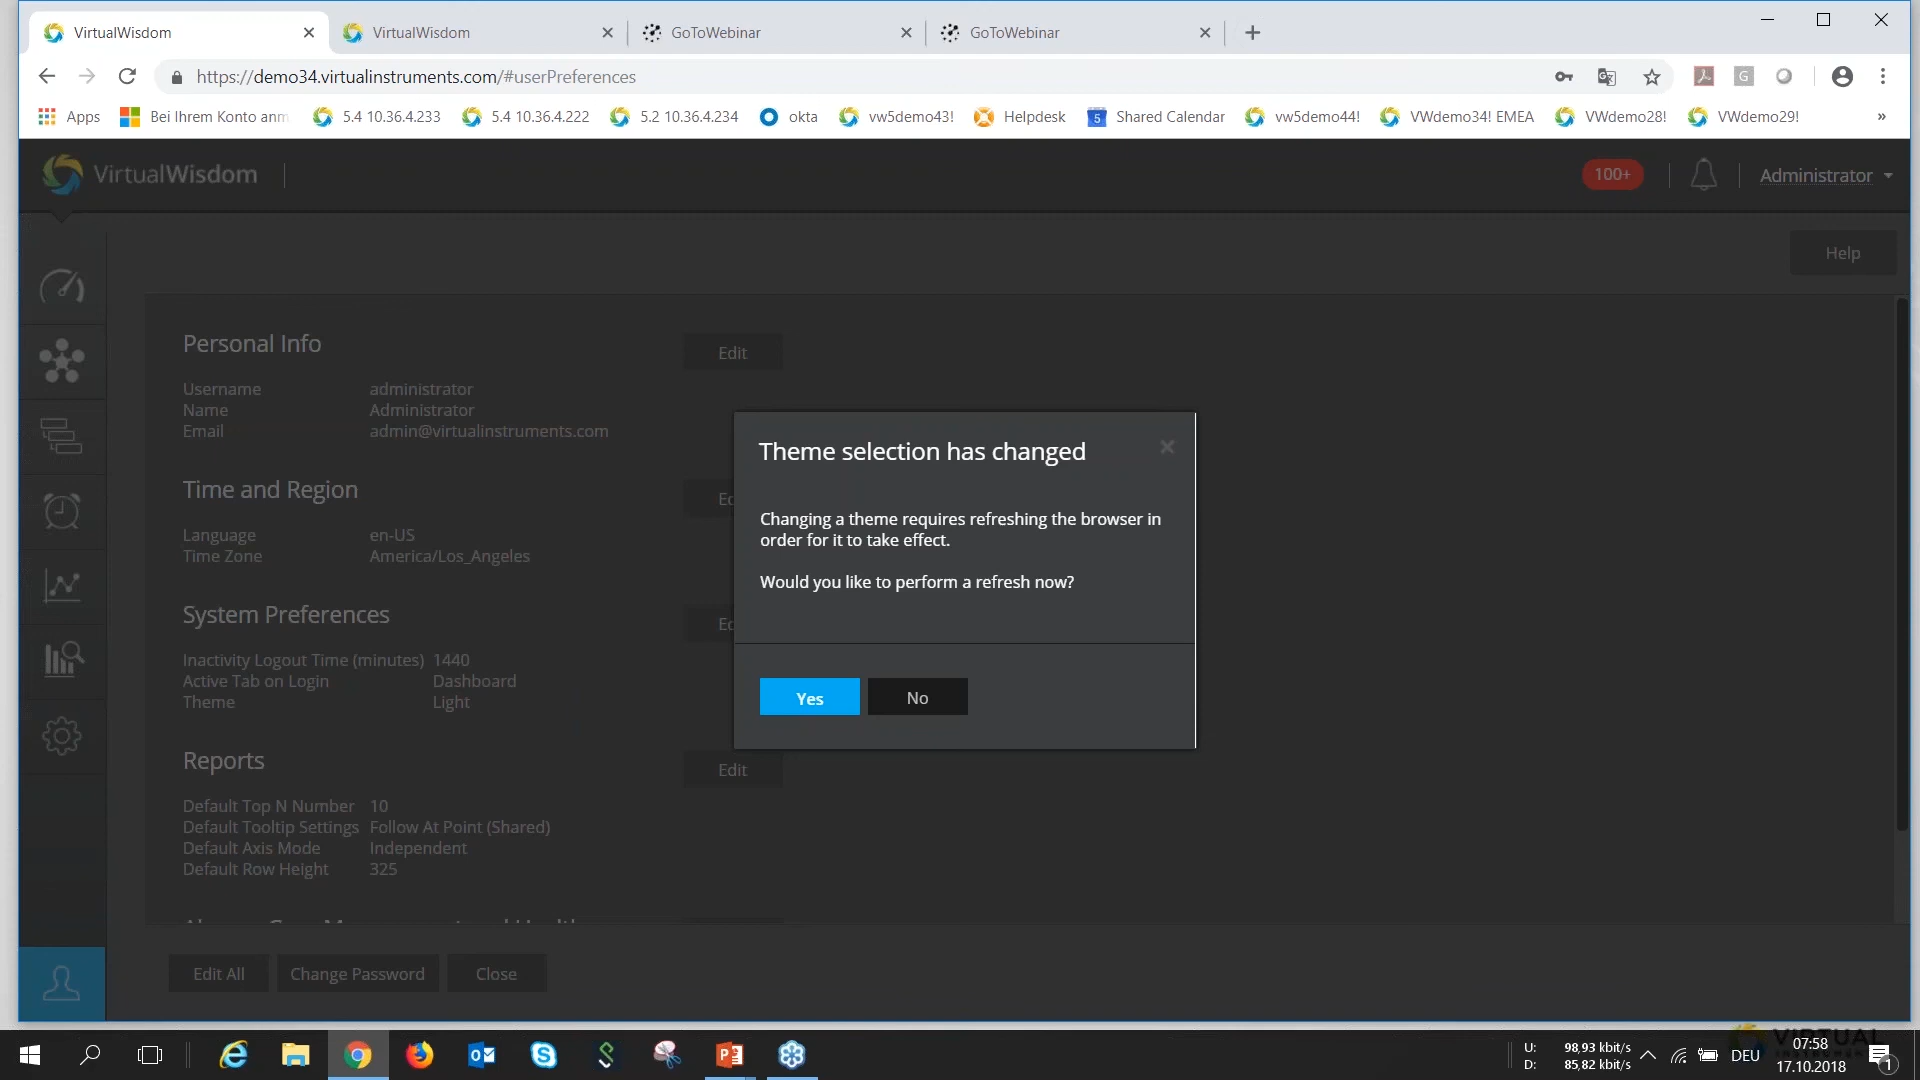 VirtualWisdom
VirtualWisdom
GoToWebinar
GoToWebinar
https://demo34.virtualinstruments.com/#userPreferences
Apps
Bei Ihrem Konto anm
5.4 10.36.4.233
5.4 10.36.4.222
5.2 10.36.4.234
okta
vw5demo43!
Helpdesk
5
Shared Calendar
vw5demo44!
VWdemo34! EMEA
VWdemo28!
VWdemo29!
»
VirtualWisdom
100+
Administrator
Help
Personal Info
Edit
Username administrator
Name Administrator
Email admin@virtualinstruments.com
Time and Region
Ed
Language en-US
Time Zone America/Los_Angeles
System Preferences
Ed
Inactivity Logout Time (minutes) 1440
Active Tab on Login Dashboard
Theme Light
Reports
Edit
Default Top N Number 10
Default Tooltip Settings Follow At Point (Shared)
Default Axis Mode Independent
Default Row Height 325
Theme selection has changed
Changing a theme requires refreshing the browser in
order for it to take effect.
Would you like to perform a refresh now?
Yes
No
Edit All
Change Password
Close
U: 98,93 kbit/s
D: 85,82 kbit/s
DEU
07:58
17.10.2018
1
VIRTUAL